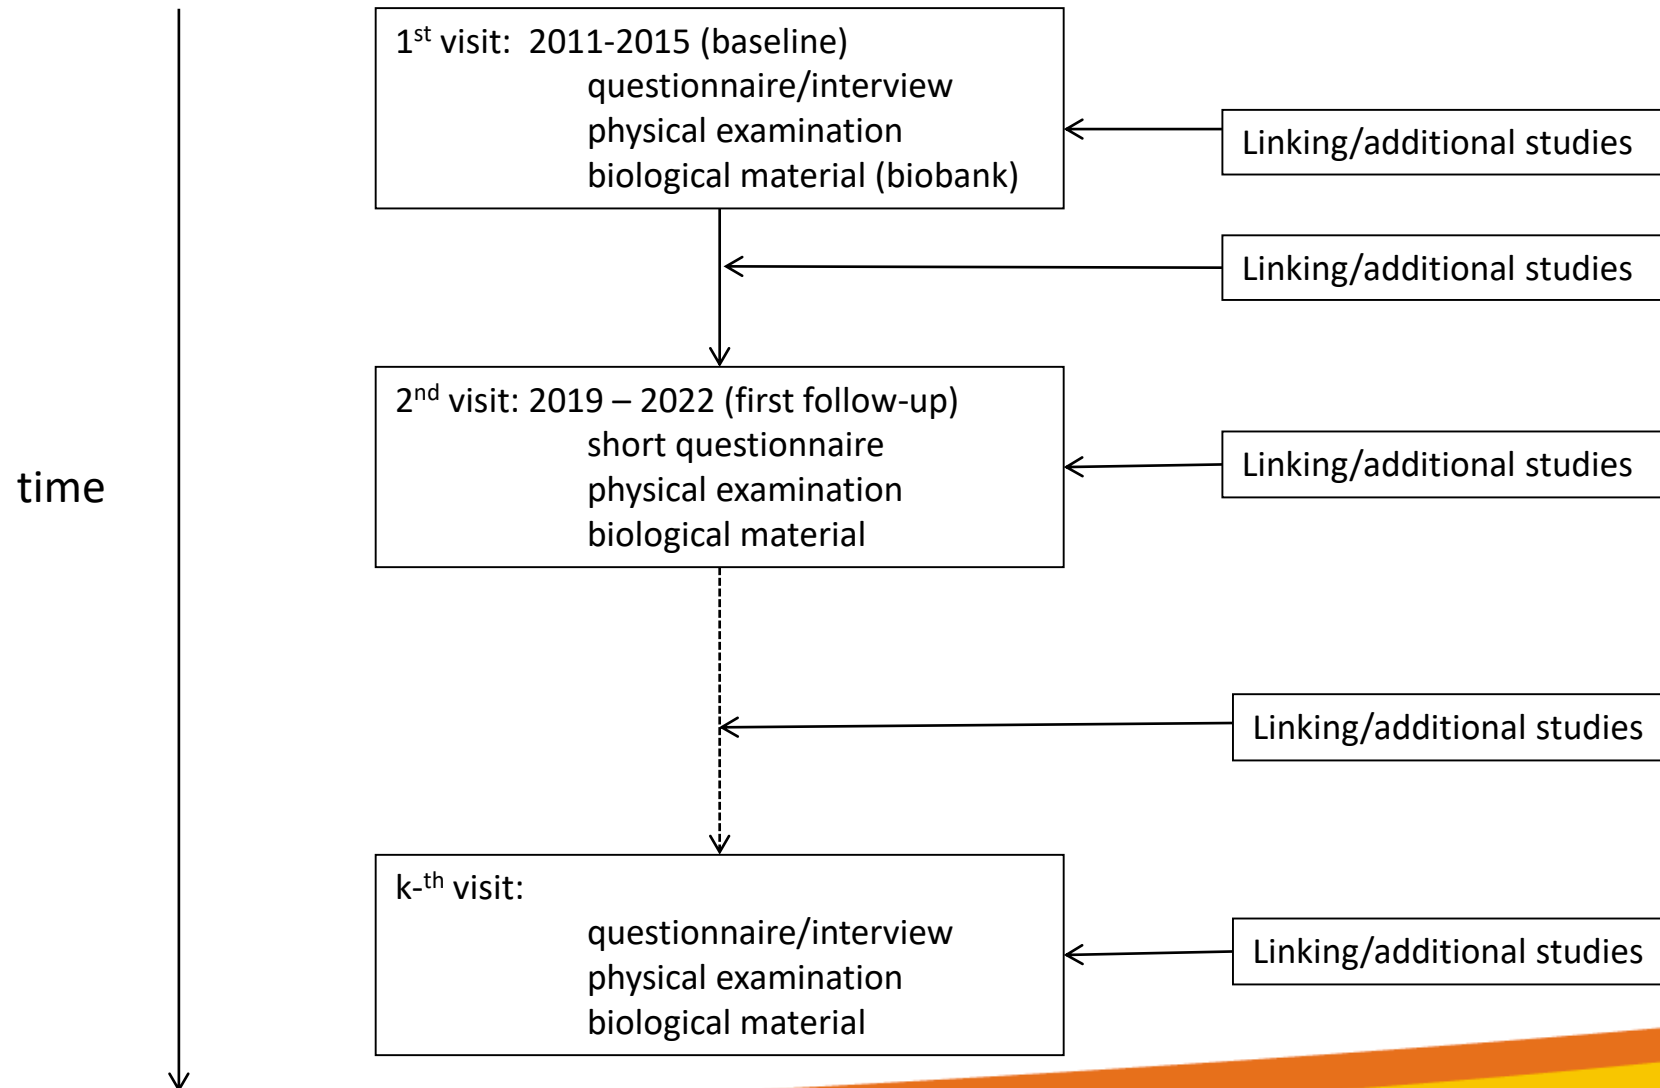 1st visit: 2011-2015 (baseline)
questionnaire/interview
physical examination
biological material (biobank)
Linking/additional studies
Linking/additional studies
2nd visit: 2019 – 2022 (first follow-up)
short questionnaire
physical examination
biological material
Linking/additional studies
time
Linking/additional studies
k-th visit:
questionnaire/interview
physical examination
biological material
Linking/additional studies